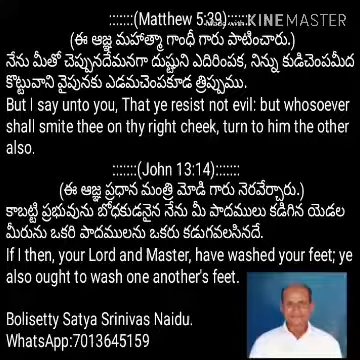 :::::::(Matthew 5:39)::::::
KINEMASTER
(ఈ ఆజ్ఞ మహాత్మా గాంధీ గారు పాటించారు.)
నేను మీతో చెప్పునదేమనగా దుష్టుని ఎదిరింపక, నిన్ను కుడిచెంపమీద
కొట్టువాని వైపునకు ఎడమచెంపకూడ త్రిప్పుము.
But I say unto you, That ye resist not evil: but whosoever
shall smite thee on thy right cheek, turn to him the other
also.
:::::::(John 13:14):::::::
(ఈ ఆజ్ఞ ప్రధాన మంత్రి మోడి గారు నెరవేర్చారు.)
కాబట్టి ప్రభువును బోధకుడనైన నేను మీ పాదములు కడిగిన యెడల
మీరును ఒకరి పాదములను ఒకరు కడుగవలసినదే.
If I then, your Lord and Master, have washed your feet; ye
also ought to wash one another's feet.
Bolisetty Satya Srinivas Naidu.
WhatsApp:7013645159